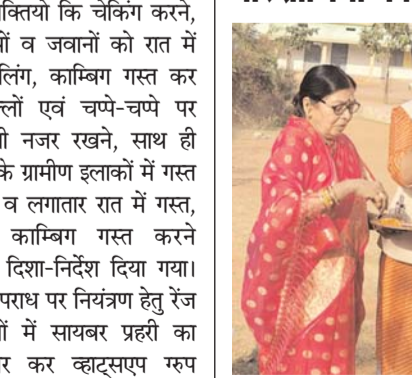 क्तियो कि चेकिंग करने,
व जवानों को रात में
लिंग, काम्बिग गस्त कर
ल्लों एवं चप्पे-चप्पे पर
नजर रखने, साथ ही
के ग्रामीण इलाकों में गस्त
व लगातार रात में गस्त,
काम्बिग गस्त करने
दिशा-निर्देश दिया गया।
पराध पर नियंत्रण हेतु रेंज
में सायबर प्रहरी का
कर व्हाट्सएप ग्रुप